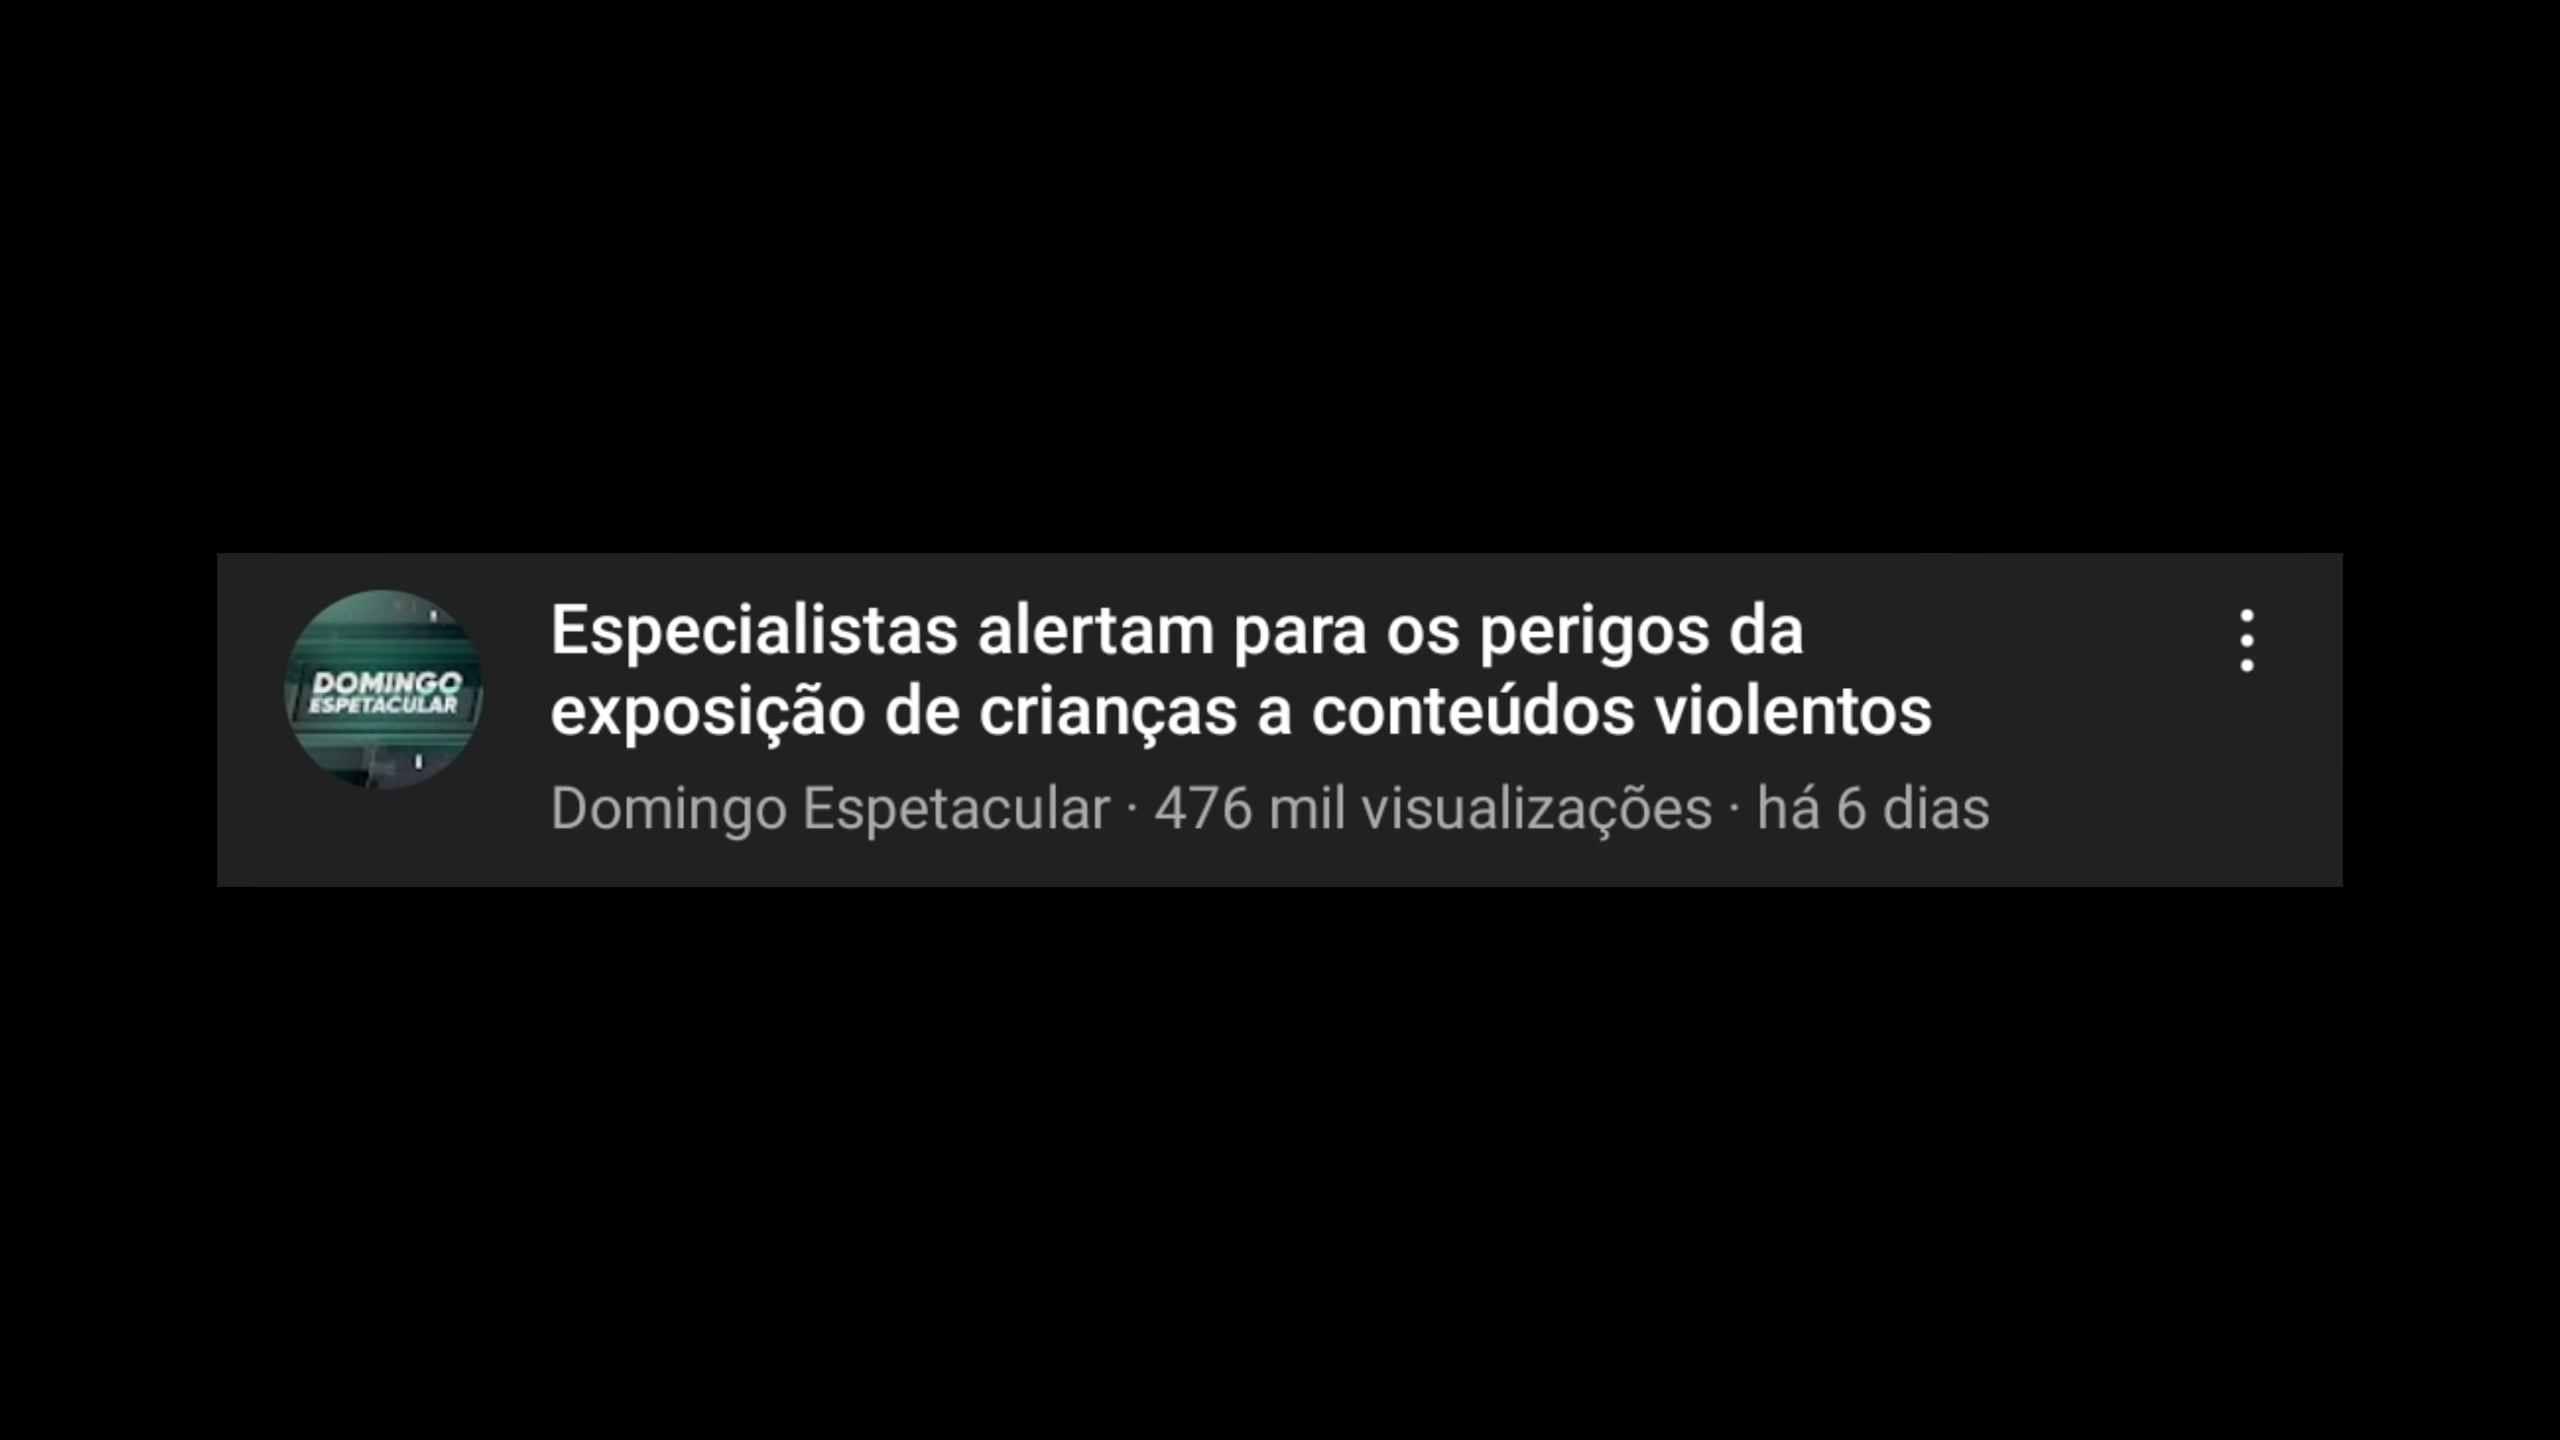 DOMINGO
ESPETACULAR
Especialistas alertam para os perigos da
exposição de crianças a conteúdos violentos
Domingo Espetacular · 476 mil visualizações · há 6 dias